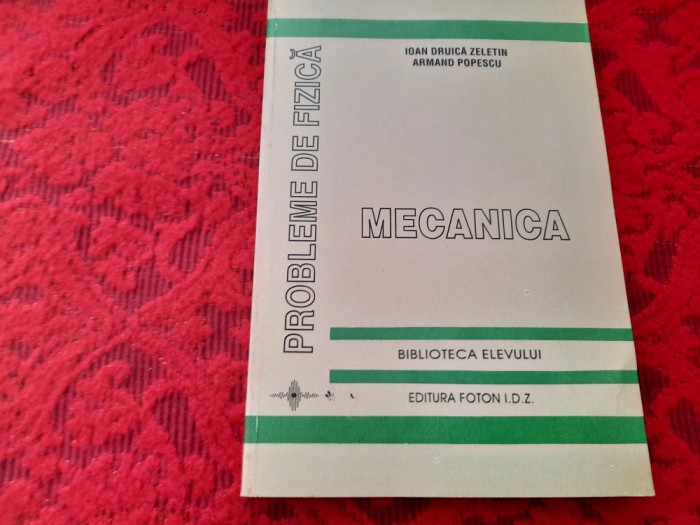 IOAN DRUICĂ ZELETIN
ARMAND POPESCU
PROBLEME DE FIZICĂ
MECANICA
BIBLIOTECA ELEVULUI
EDITURA FOTON I.D.Z.